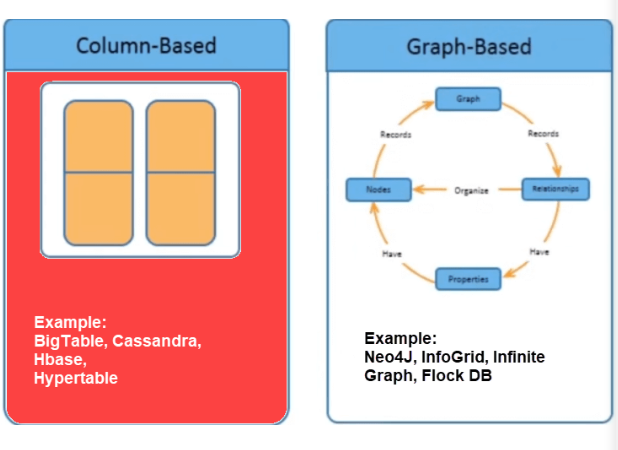 Column-Based
Example:
BigTable, Cassandra,
Hbase,
Hypertable
Graph-Based
Graph
Records
Records
Nodes
Organize
Relationships
Have
Have
Properties
Example:
Neo4J, InfoGrid, Infinite
Graph, Flock DB